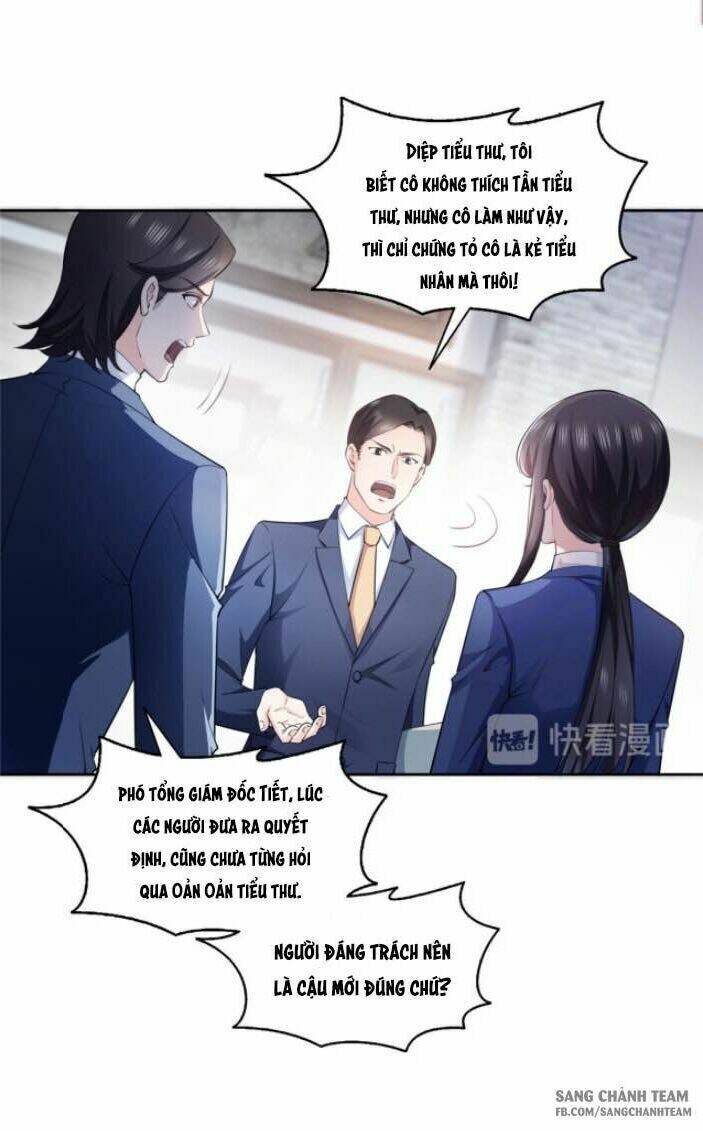 DIỆP TIỂU THƯ, TÔI
BIẾT CÔ KHÔNG THÍCH TẦN TIỂU
THƯ, NHƯNG CÔ LÀM NHƯ VẬY,
THÌ CHỈ CHỨNG TỎ CÔ LÀ KẺ TIỂU
NHÂN MÀ THÔI!
快看! 快看漫画
PHÓ TỔNG GIÁM ĐỐC TIẾT, LÚC
CÁC NGƯỜI ĐƯA RA QUYẾT
ĐỊNH, CŨNG CHƯA TỪNG HỎI
QUA OẢN OẢN TIỂU THƯ.
NGƯỜI ĐÁNG TRÁCH NÊN
LÀ CẬU MỚI ĐÚNG CHỨ?
SANG CHẢNH TEAM
FB.COM/SANGCHANHTEAM